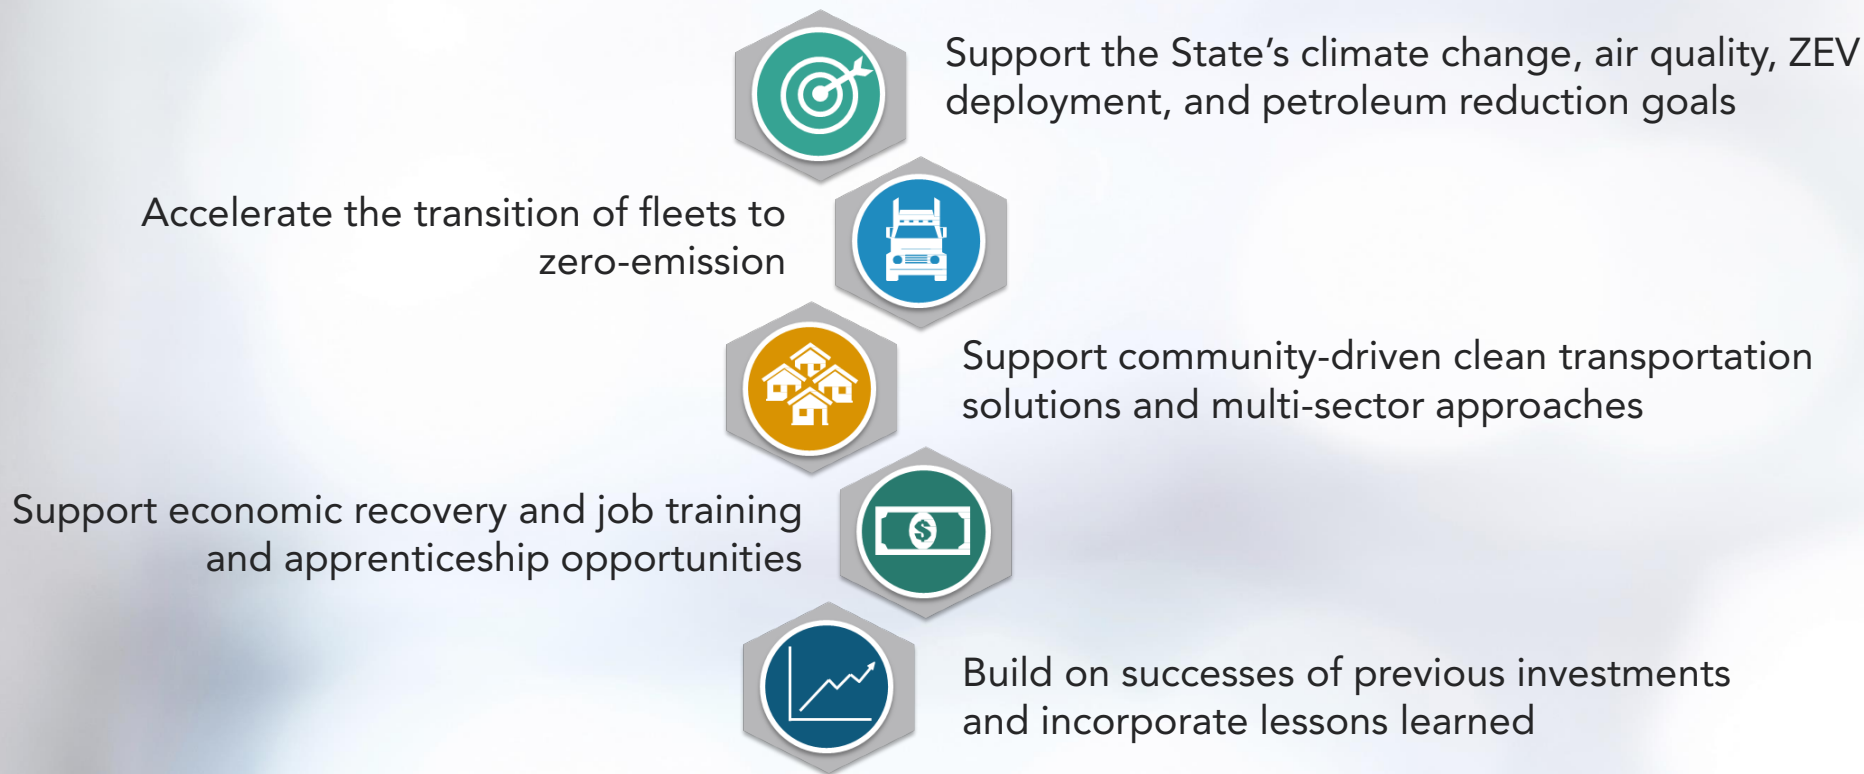 Support the State’s climate change, air quality, ZEV
deployment, and petroleum reduction goals
Accelerate the transition of fleets to
zero-emission
Support community-driven clean transportation
solutions and multi-sector approaches
Support economic recovery and job training
and apprenticeship opportunities
$
Build on successes of previous investments
and incorporate lessons learned